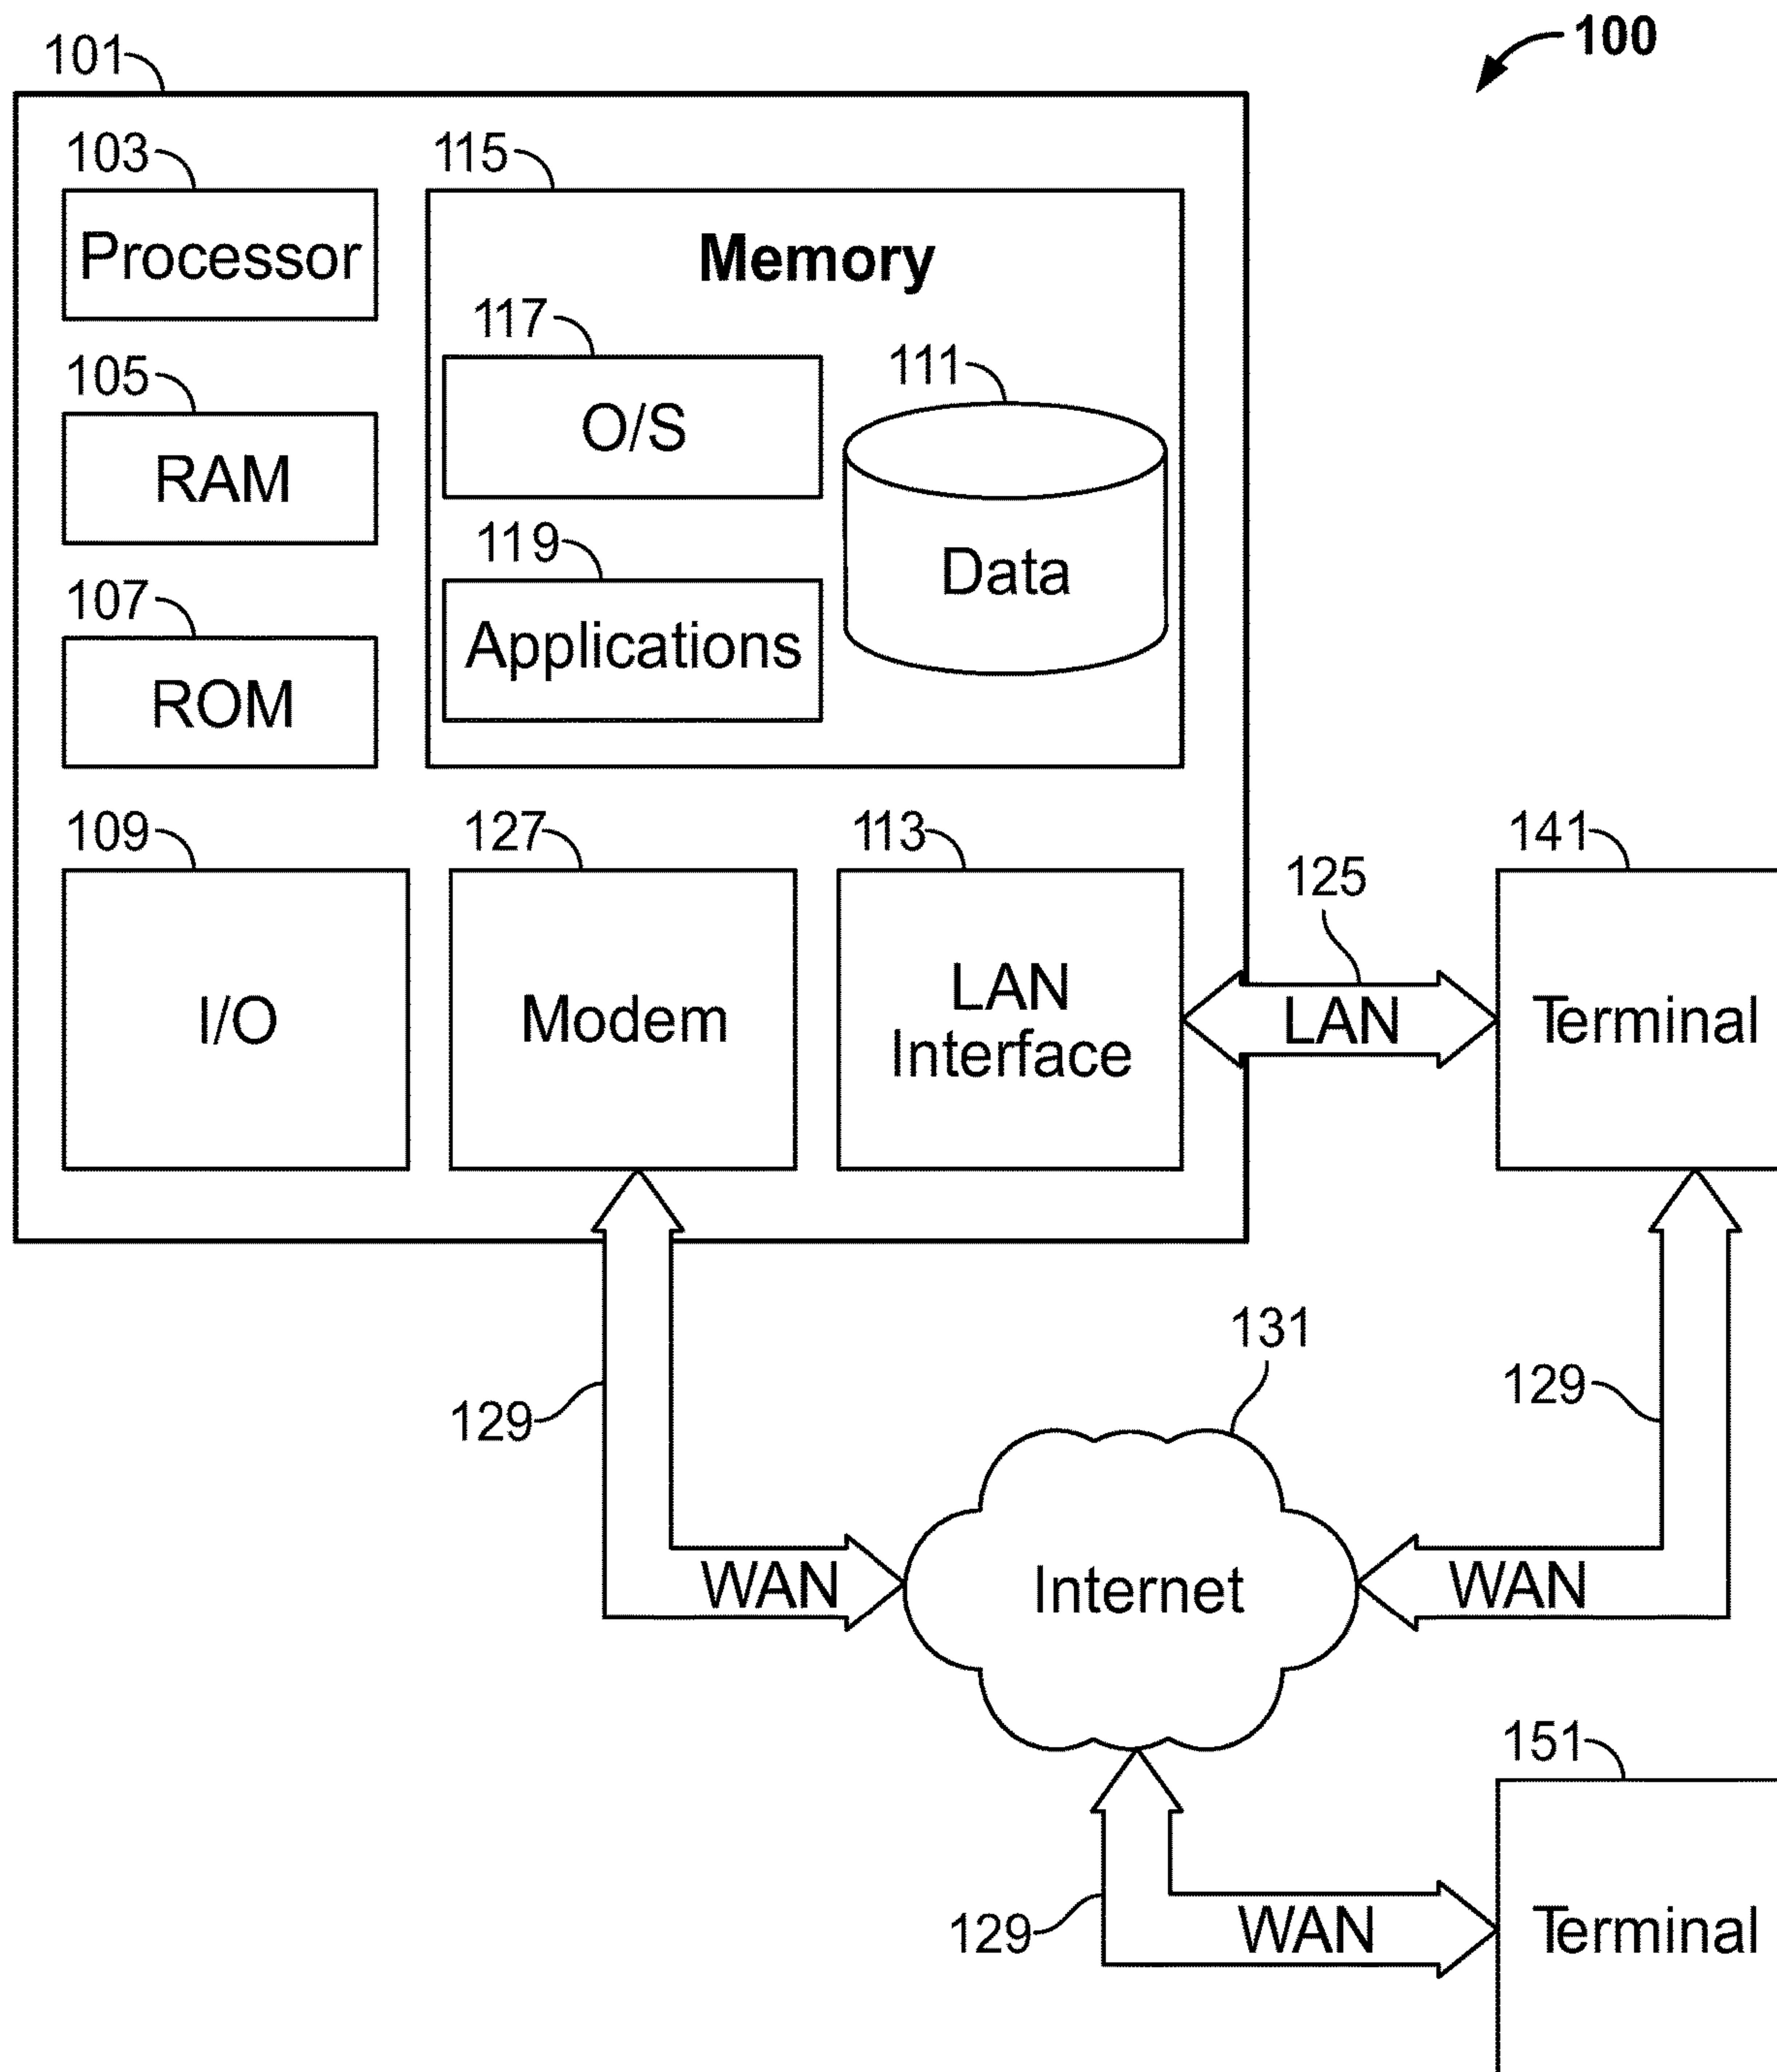 100
101
103
115
Processor
Memory
117
111
105
O/S
RAM
119
Data
107
Applications
ROM
109
127
113
141
125
I/O
Modem
LAN
Interface
LAN
Terminal
131
129
129
WAN
Internet
WAN
151
129
WAN
Terminal